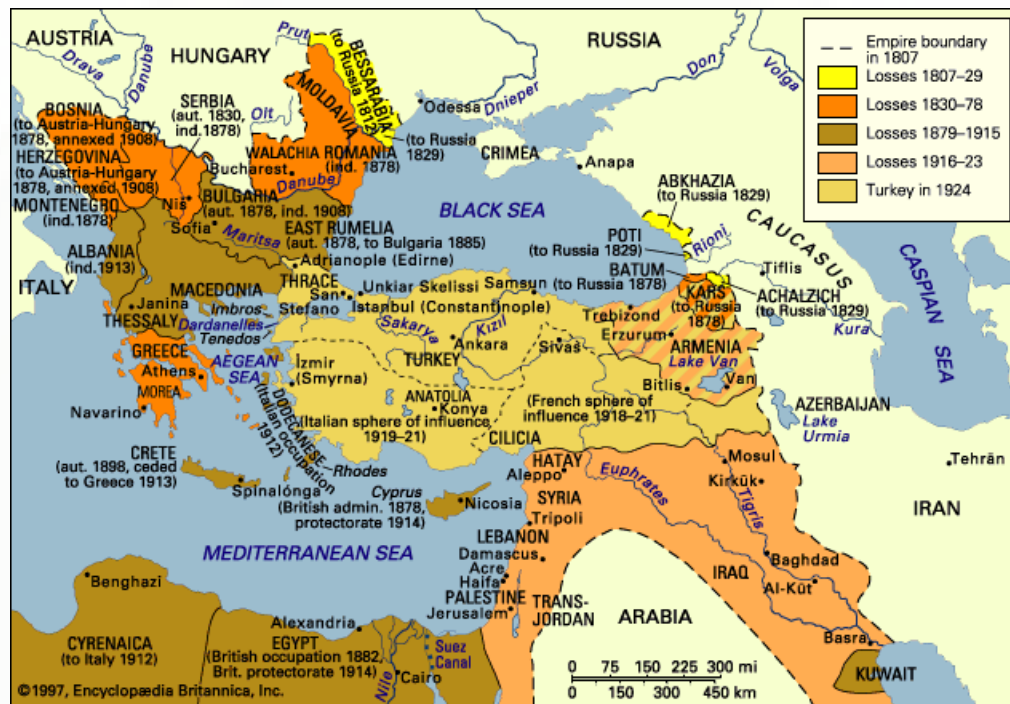 AUSTRIA
HUNGARY
RUSSIA
Drava
Danube
Prut
Don
Volga
Empire boundary
in 1807
Losses 1807–29
Losses 1830–78
Losses 1879–1915
Losses 1916–23
Turkey in 1924
BESSARABIA
(to Russia 1812)
MOLDAVIA
Odessa
Dnieper
(to Russia
1829)
BOSNIA
(to Austria-Hungary
1878, annexed 1908)
SERBIA
(aut. 1830,
ind.1878)
Olt
HERZEGOVINA
(to Austria-Hungary
1878, annexed 1908)
WALACHIA
ROMANIA
(ind. 1878)
Bucharest
Danube
CRIMEA
Anapa
MONTENEGRO
(ind.1878)
Niš
BULGARIA
(aut. 1878, ind. 1908)
Sofia
Maritsa
EAST RUMELIA
(aut. 1878, to Bulgaria 1885)
Adrianople (Edirne)
BLACK SEA
ABKHAZIA
(to Russia 1829)
CAUCASUS
POTI
(to Russia 1829)
Rioni
BATUM
(to Russia 1878)
Tiflis
KARS
(to Russia
1878)
ACHALZICH
(to Russia 1829)
Kura
CASPIAN
SEA
ALBANIA
(ind.1913)
ITALY
MACEDONIA
Janina
THESSALY
Imbros
Dardanelles
Tenedos
THRACE
San
Stefano
Unkiar Skelissi
Istanbul (Constantinople)
Samsun
Sakarya
Kizil
Ankara
TURKEY
Sivas
Trebizond
Erzurum
ARMENIA
Lake Van
Bitlis
Van
GREECE
Athens
MOREA
Navarino
AEGEAN
SEA
İzmir
(Smyrna)
DODECANESE
(Italian occupation
1912)
Rhodes
ANATOLIA
Konya
(Italian sphere of influence
1919–21)
(French sphere of
influence 1918–21)
CILICIA
AZERBAIJAN
Lake
Urmia
Tehrān
IRAN
CRETE
(aut. 1898, ceded
to Greece 1913)
Spinalónga
Cyprus
(British admin. 1878,
protectorate 1914)
Nicosia
HATAY
Aleppo
SYRIA
Tripoli
LEBANON
Damascus
Acre
Haifa
PALESTINE
Jerusalem
TRANS-
JORDAN
Euphrates
Mosul
Kirkūk
Tigris
Baghdad
IRAQ
Al-Kūt
Basra
KUWAIT
ARABIA
MEDITERRANEAN SEA
Benghazi
CYRENAICA
(to Italy 1912)
Alexandria
EGYPT
(British occupation 1882,
Brit. protectorate 1914)
Nile
Cairo
Suez
Canal
0 75 150 225 300 mi
0 150 300 450 km
©1997, Encyclopædia Britannica, Inc.